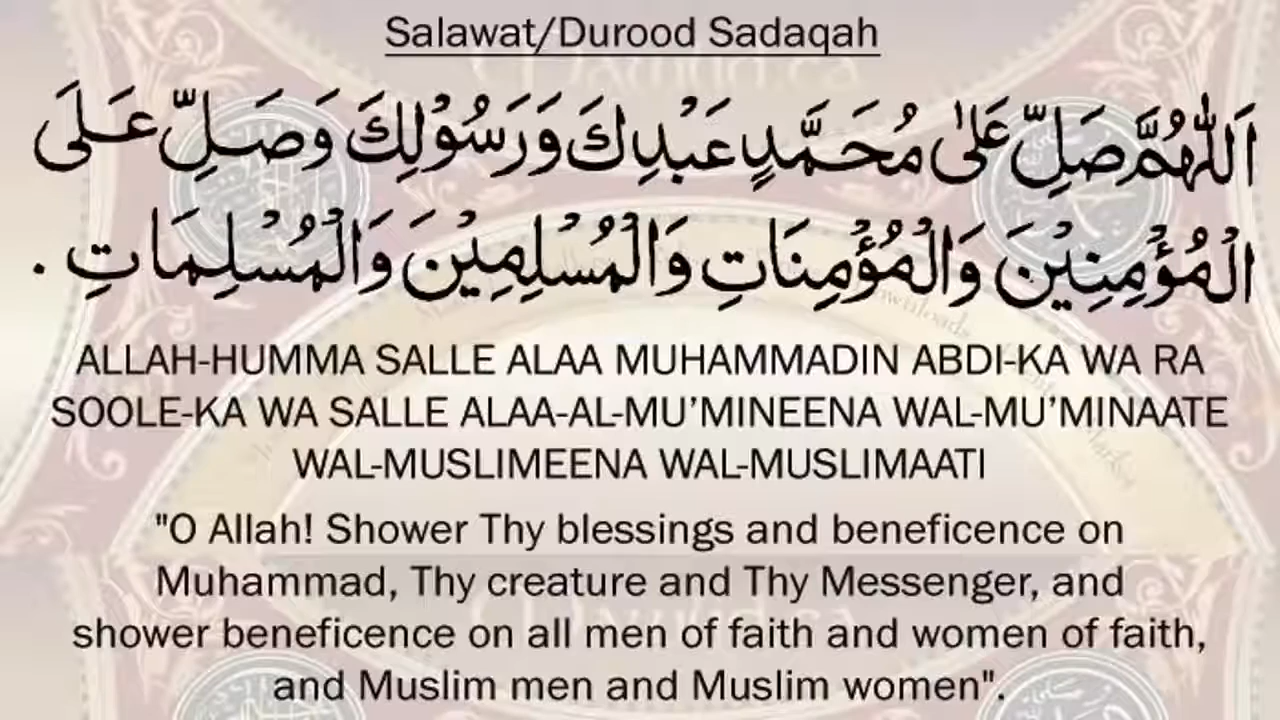 Salawat/Durood Sadaqah
اَللّٰهُمَّ صَلِّ عَلٰى مُحَمَّدٍ عَبْدِكَ وَرَسُوْلِكَ وَصَلِّ عَلَى
الْمُؤْمِنِيْنَ وَالْمُؤْمِنَاتِ وَالْمُسْلِمِيْنَ وَالْمُسْلِمَاتِ .
ALLAH-HUMMA SALLE ALAA MUHAMMADIN ABDI-KA WA RA
SOOLE-KA WA SALLE ALAA-AL-MU’MINEENA WAL-MU’MINAATE
WAL-MUSLIMEENA WAL-MUSLIMAATI
"O Allah! Shower Thy blessings and beneficence on
Muhammad, Thy creature and Thy Messenger, and
shower beneficence on all men of faith and women of faith,
and Muslim men and Muslim women".